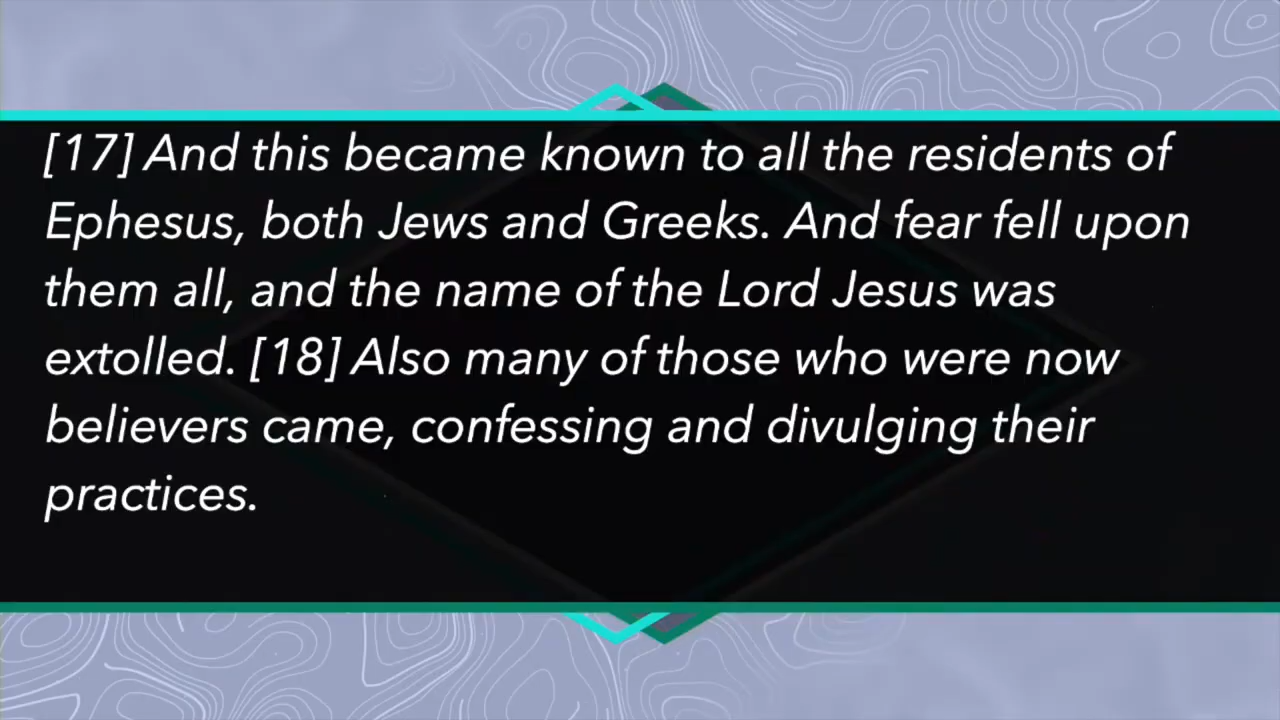 [17] And this became known to all the residents of
Ephesus, both Jews and Greeks. And fear fell upon
them all, and the name of the Lord Jesus was
extolled. [18] Also many of those who were now
believers came, confessing and divulging their
practices.